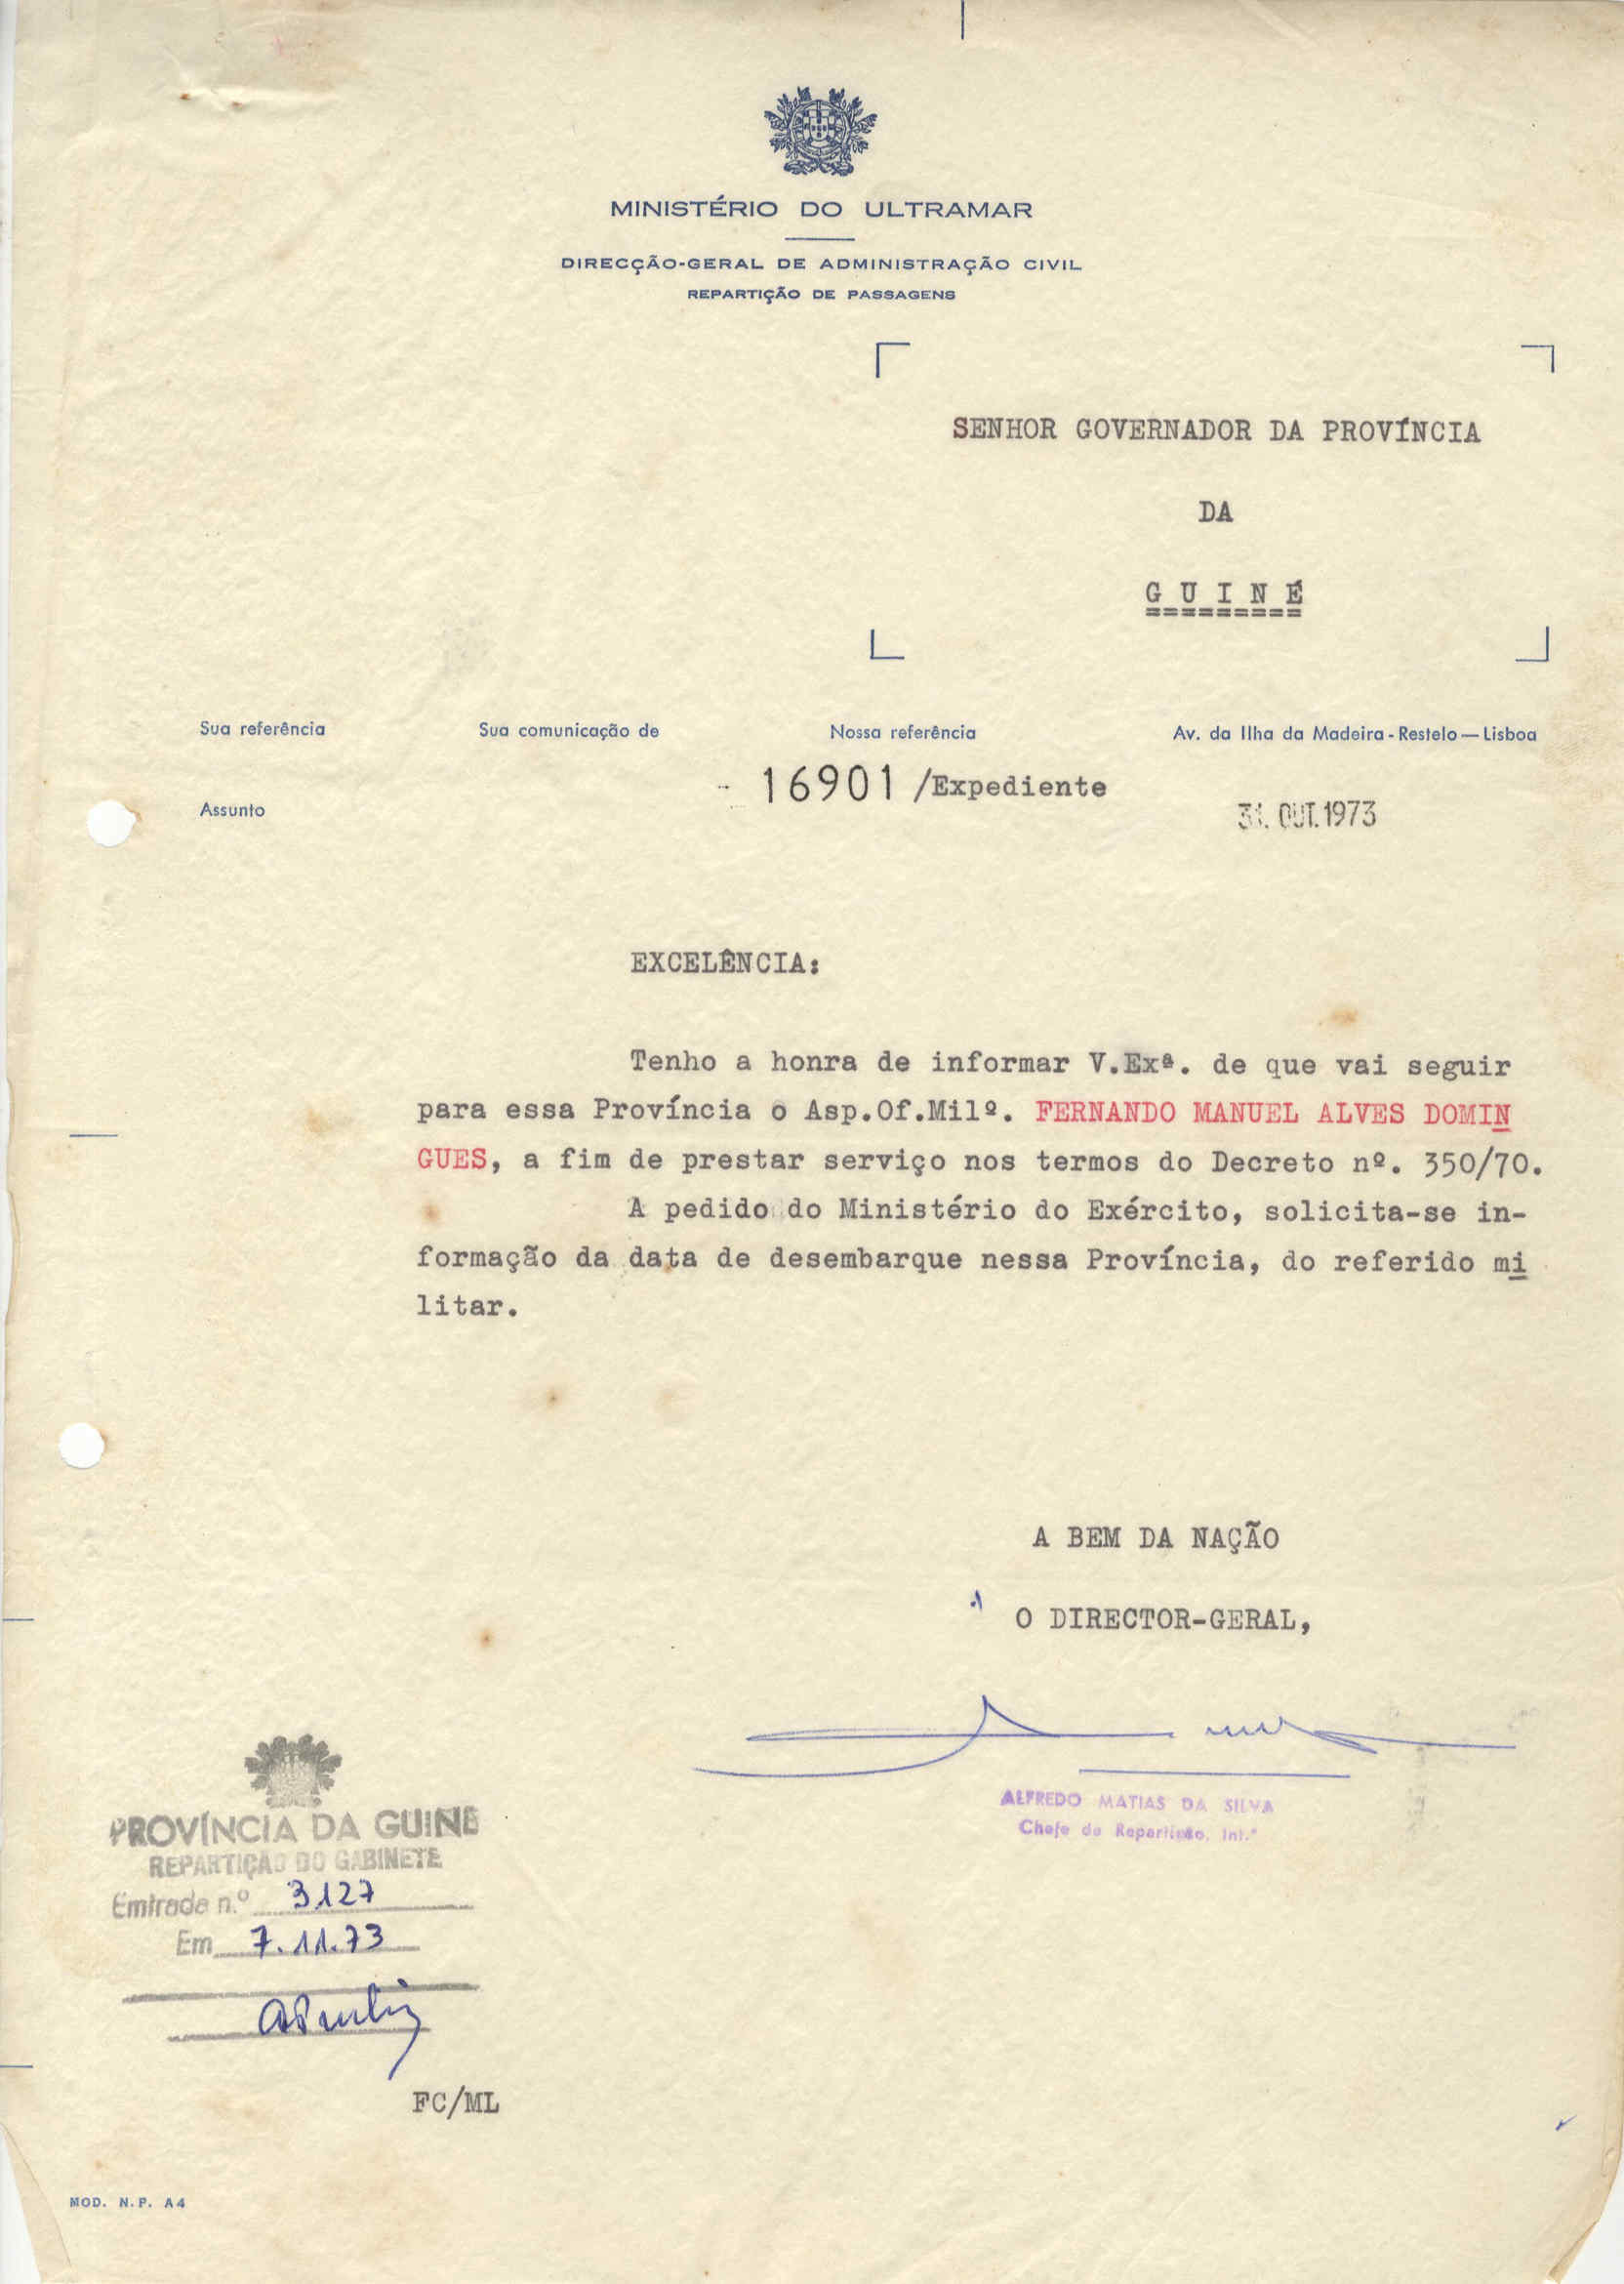 MINISTÉRIO DO ULTRAMAR
DIRECÇÃO-GERAL DE ADMINISTRAÇÃO CIVIL
REPARTIÇÃO DE PASSAGENS
SENHOR GOVERNADOR DA PROVÍNCIA
DA
G U I N É
Sua referência Sua comunicação de Nossa referência Av. da Ilha da Madeira - Restelo — Lisboa
16901 /Expediente
31. OUT. 1973
Assunto
EXCELÊNCIA:
Tenho a honra de informar V.Exª. de que vai seguir
para essa Província o Asp.Of.Milº. FERNANDO MANUEL ALVES DOMIN
GUES, a fim de prestar serviço nos termos do Decreto nº. 350/70.
A pedido do Ministério do Exército, solicita-se in-
formação da data de desembarque nessa Província, do referido mi
litar.
A BEM DA NAÇÃO
O DIRECTOR-GERAL,
ALFREDO MATIAS DA SILVA
Chefe de Repartição, Int.º
PROVÍNCIA DA GUINÉ
REPARTIÇÃO DO GABINETE
Entrada n.º 3127
Em 7.11.73
FC/ML
MOD. N.P. A4